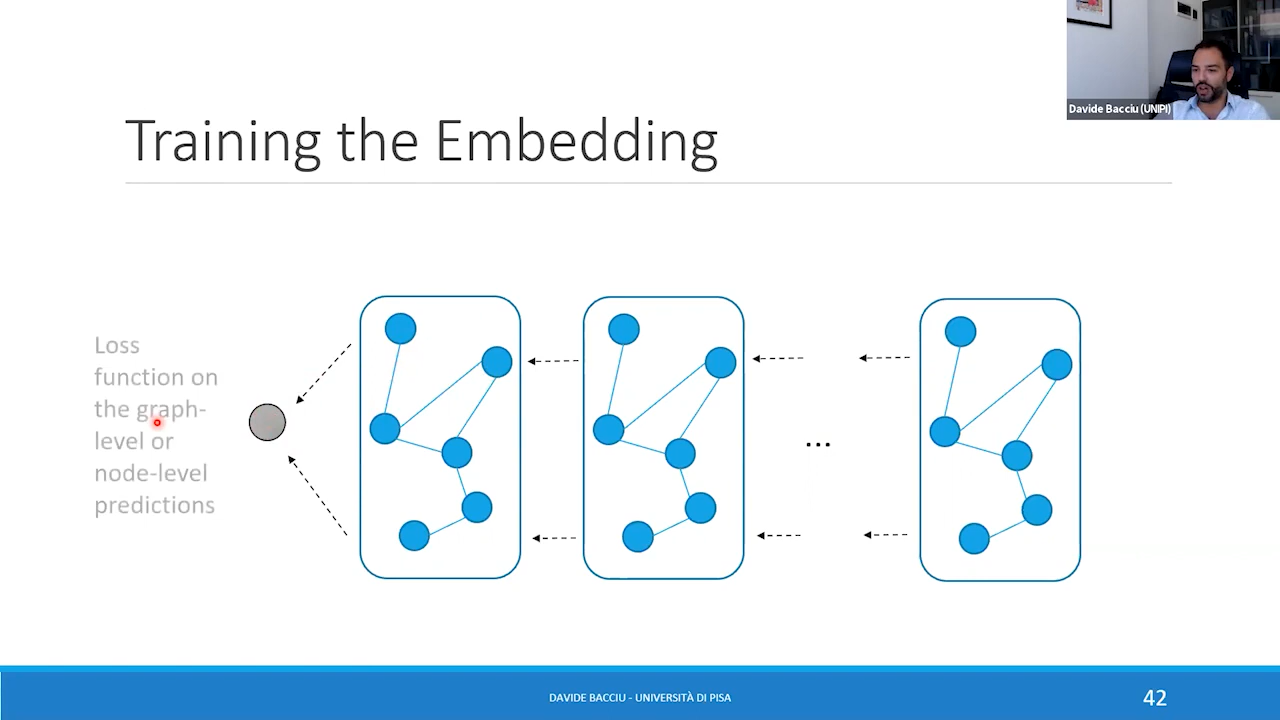 Davide Bacciu (UNIPI)
Training the Embedding
Loss
function on
the graph-
level or
node-level
predictions
...
DAVIDE BACCIU - UNIVERSITÀ DI PISA
42